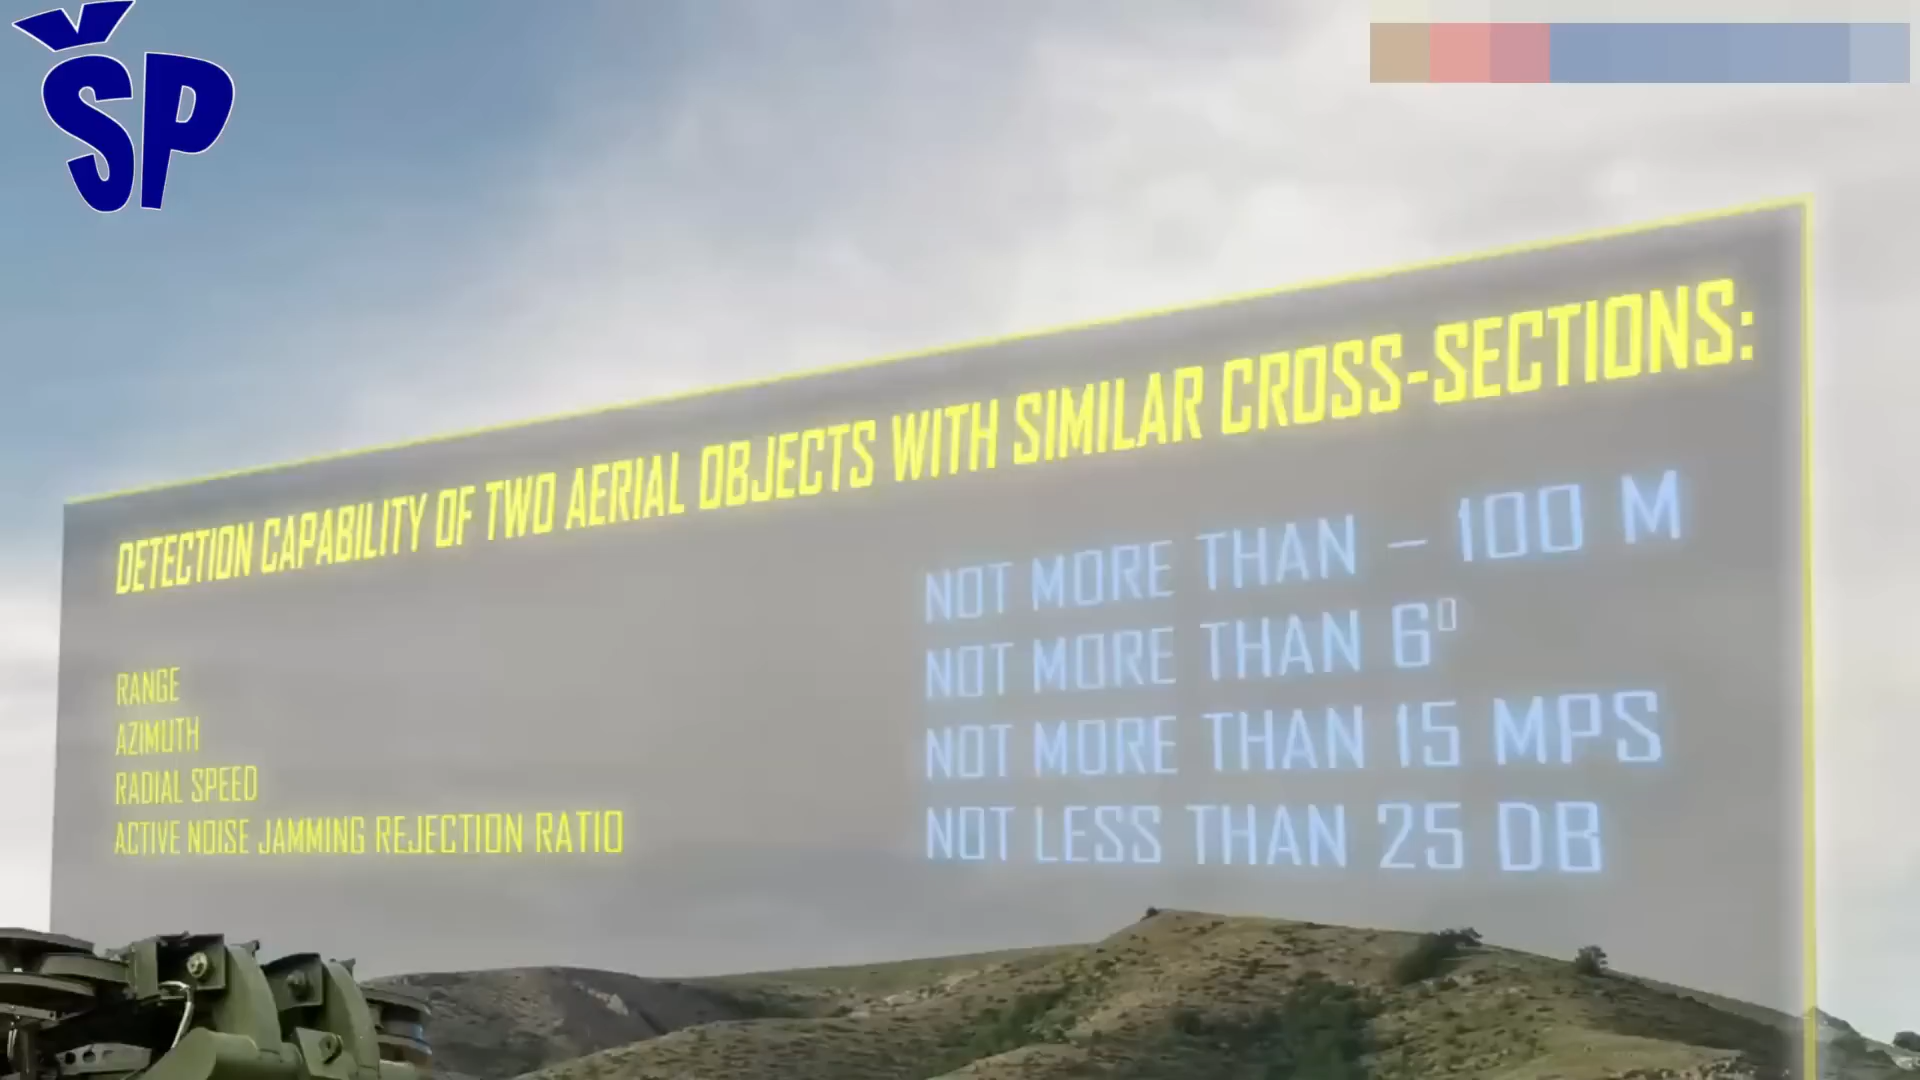 ŠP
DETECTION CAPABILITY OF TWO AERIAL OBJECTS WITH SIMILAR CROSS-SECTIONS:
RANGE NOT MORE THAN – 100 M
AZIMUTH NOT MORE THAN 6⁰
RADIAL SPEED NOT MORE THAN 15 MPS
ACTIVE NOISE JAMMING REJECTION RATIO NOT LESS THAN 25 DB